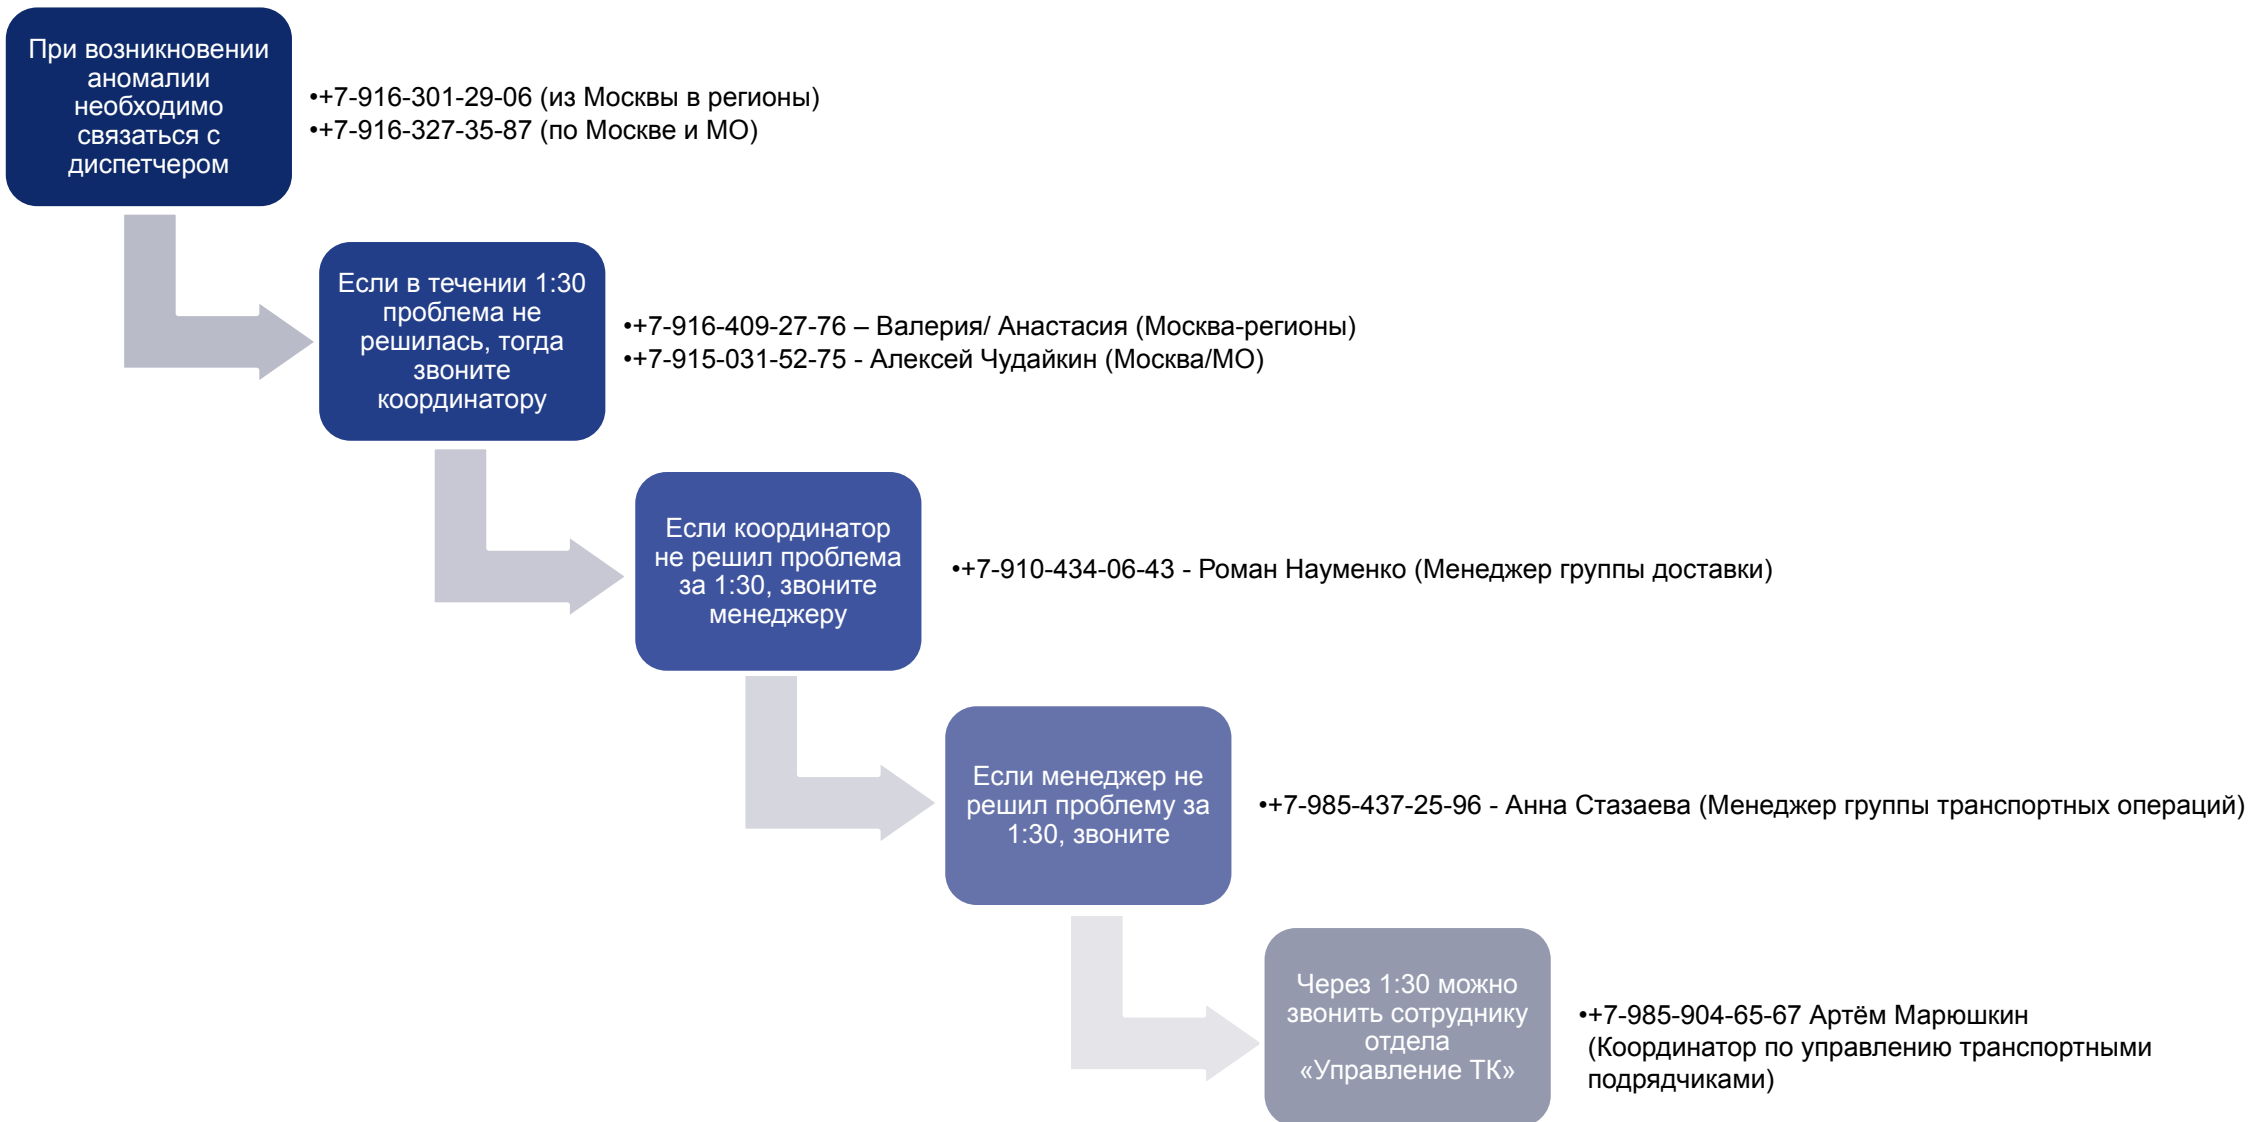 При возникновении
аномалии
необходимо
связаться с
диспетчером
•+7-916-301-29-06 (из Москвы в регионы)
•+7-916-327-35-87 (по Москве и МО)
Если в течении 1:30
проблема не
решилась, тогда
звоните
координатору
•+7-916-409-27-76 – Валерия/ Анастасия (Москва-регионы)
•+7-915-031-52-75 - Алексей Чудайкин (Москва/МО)
Если координатор
не решил проблема
за 1:30, звоните
менеджеру
•+7-910-434-06-43 - Роман Науменко (Менеджер группы доставки)
Если менеджер не
решил проблему за
1:30, звоните
•+7-985-437-25-96 - Анна Стазаева (Менеджер группы транспортных операций)
Через 1:30 можно
звонить сотруднику
отдела
«Управление ТК»
•+7-985-904-65-67 Артём Марюшкин
(Координатор по управлению транспортными
подрядчиками)